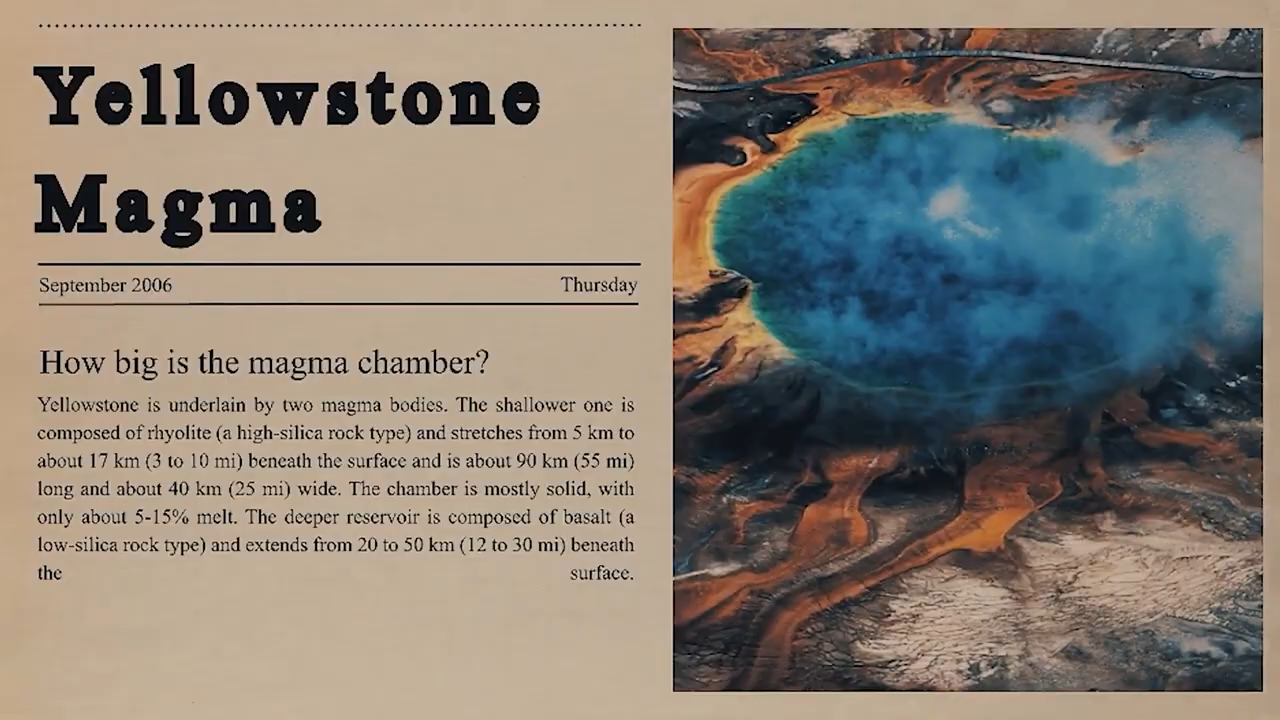 Yellowstone
Magma
September 2006 Thursday
How big is the magma chamber?
Yellowstone is underlain by two magma bodies. The shallower one is
composed of rhyolite (a high-silica rock type) and stretches from 5 km to
about 17 km (3 to 10 mi) beneath the surface and is about 90 km (55 mi)
long and about 40 km (25 mi) wide. The chamber is mostly solid, with
only about 5-15% melt. The deeper reservoir is composed of basalt (a
low-silica rock type) and extends from 20 to 50 km (12 to 30 mi) beneath
the surface.